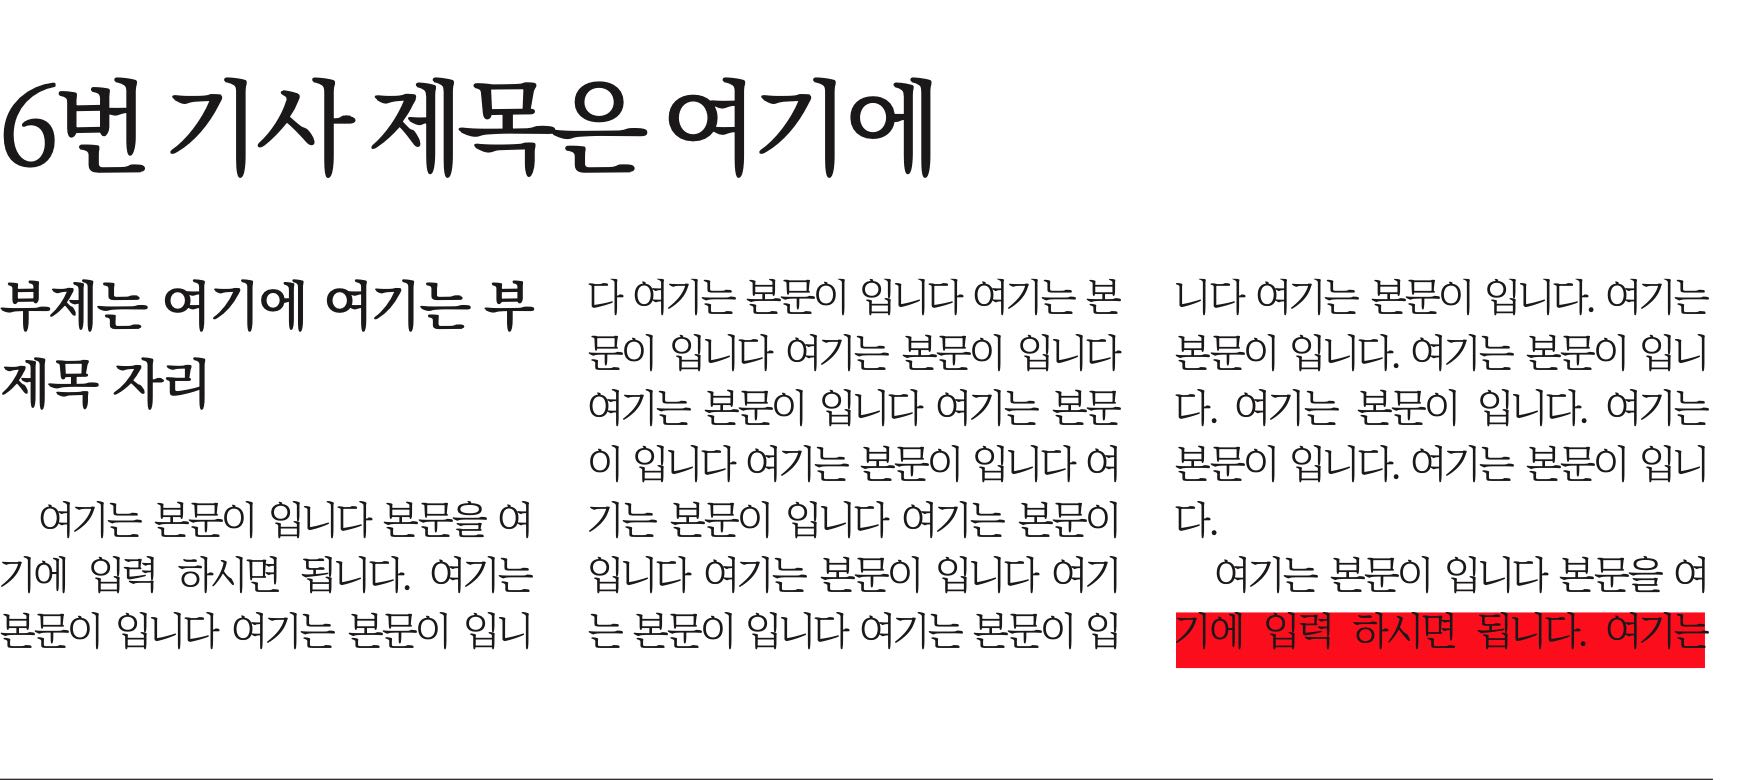 6번 기사 제목은 여기에
부제는 여기에 여기는 부
제목 자리
여기는 본문이 입니다 본문을 여
기에 입력 하시면 됩니다. 여기는
본문이 입니다 여기는 본문이 입니
다 여기는 본문이 입니다 여기는 본
문이 입니다 여기는 본문이 입니다
여기는 본문이 입니다 여기는 본문
이 입니다 여기는 본문이 입니다 여
기는 본문이 입니다 여기는 본문이
입니다 여기는 본문이 입니다 여기
는 본문이 입니다 여기는 본문이 입
니다 여기는 본문이 입니다. 여기는
본문이 입니다. 여기는 본문이 입니
다. 여기는 본문이 입니다. 여기는
본문이 입니다. 여기는 본문이 입니
다.
여기는 본문이 입니다 본문을 여
기에 입력 하시면 됩니다. 여기는